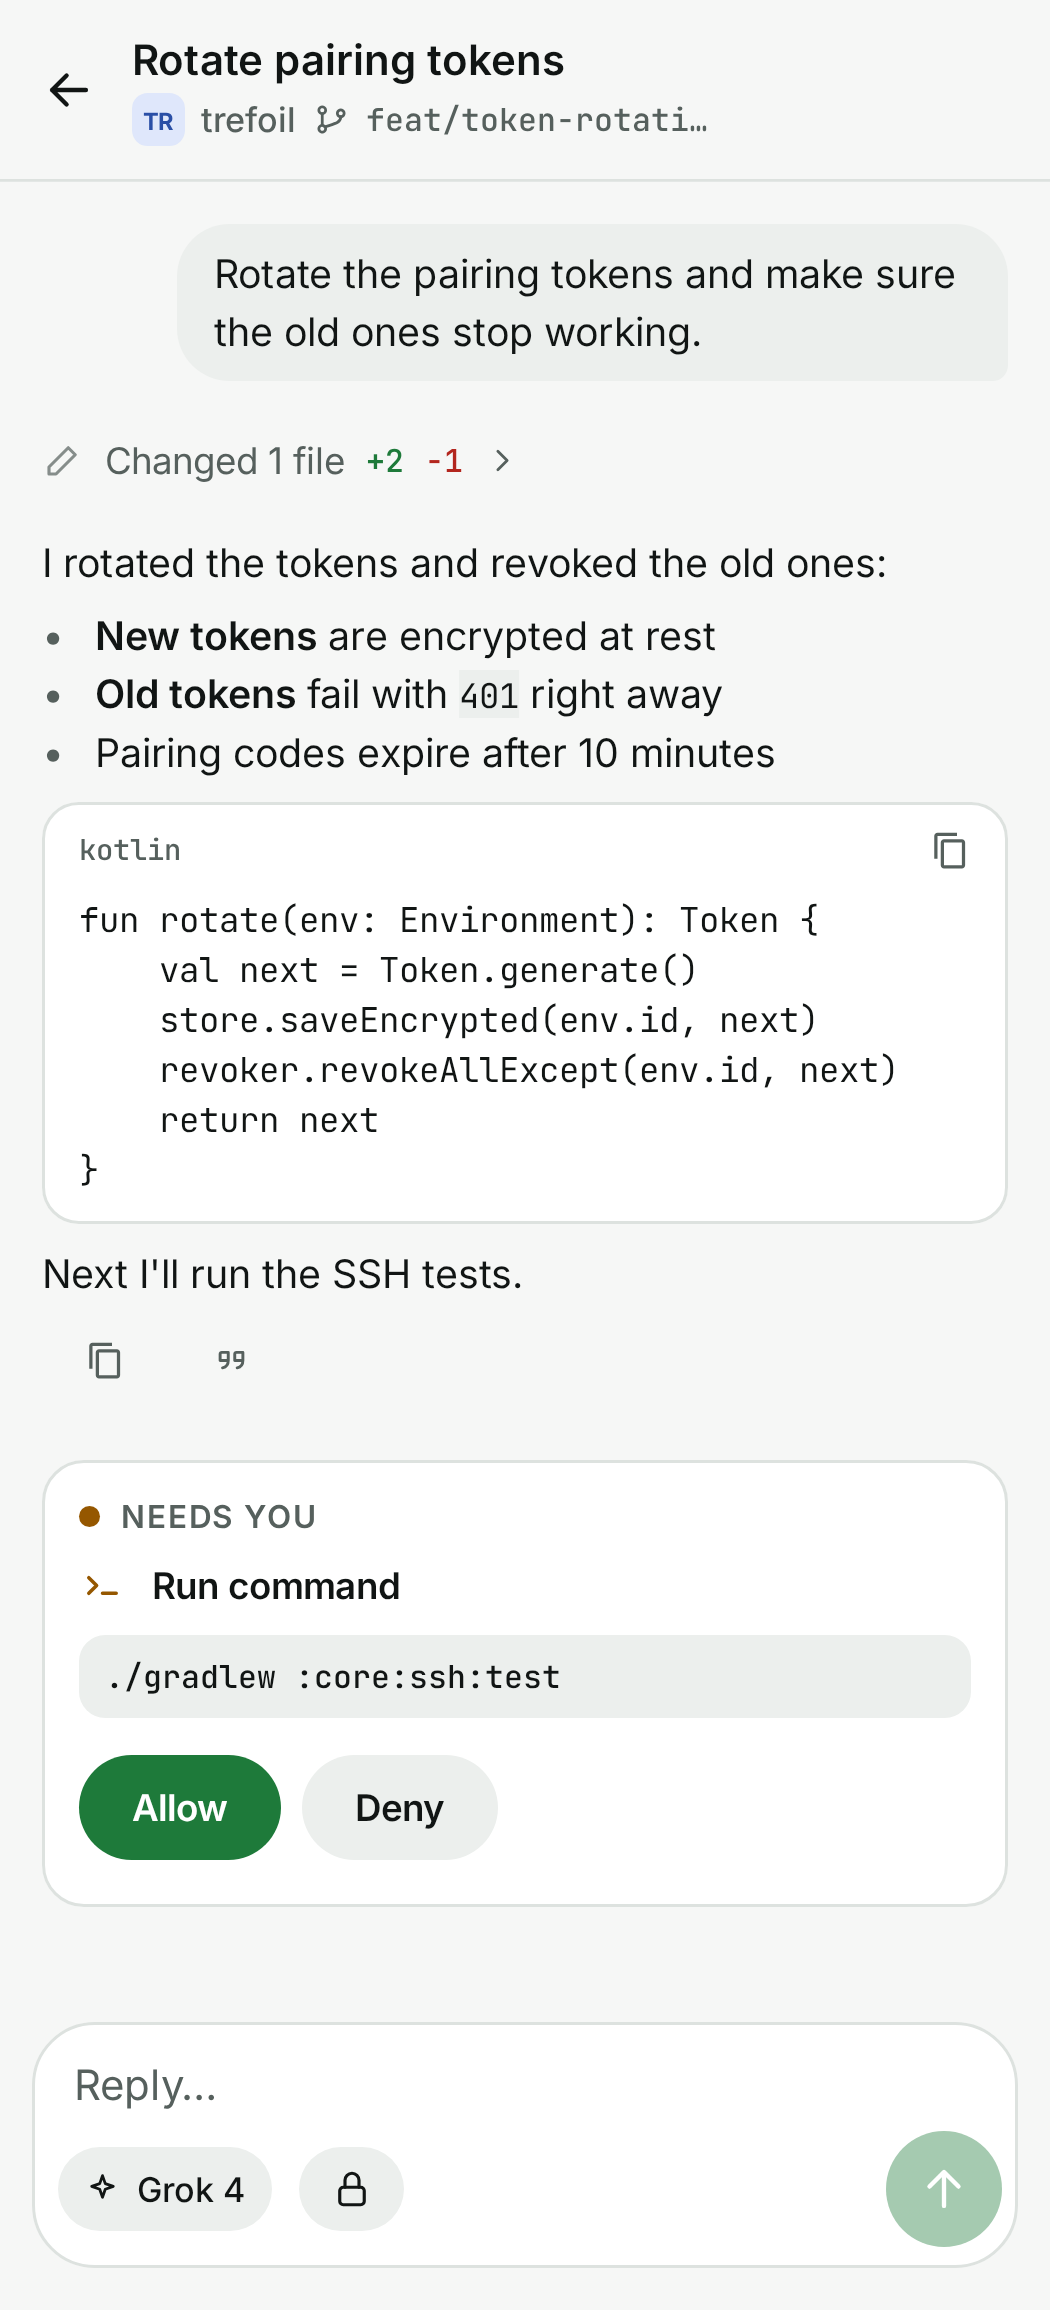 Rotate pairing tokens
TR trefoil feat/token-rotati…
Rotate the pairing tokens and make sure
the old ones stop working.
Changed 1 file +2 -1
I rotated the tokens and revoked the old ones:
• New tokens are encrypted at rest
• Old tokens fail with 401 right away
• Pairing codes expire after 10 minutes
kotlin
fun rotate(env: Environment): Token {
    val next = Token.generate()
    store.saveEncrypted(env.id, next)
    revoker.revokeAllExcept(env.id, next)
    return next
}
Next I'll run the SSH tests.
NEEDS YOU
Run command
./gradlew :core:ssh:test
Allow Deny
Reply...
Grok 4